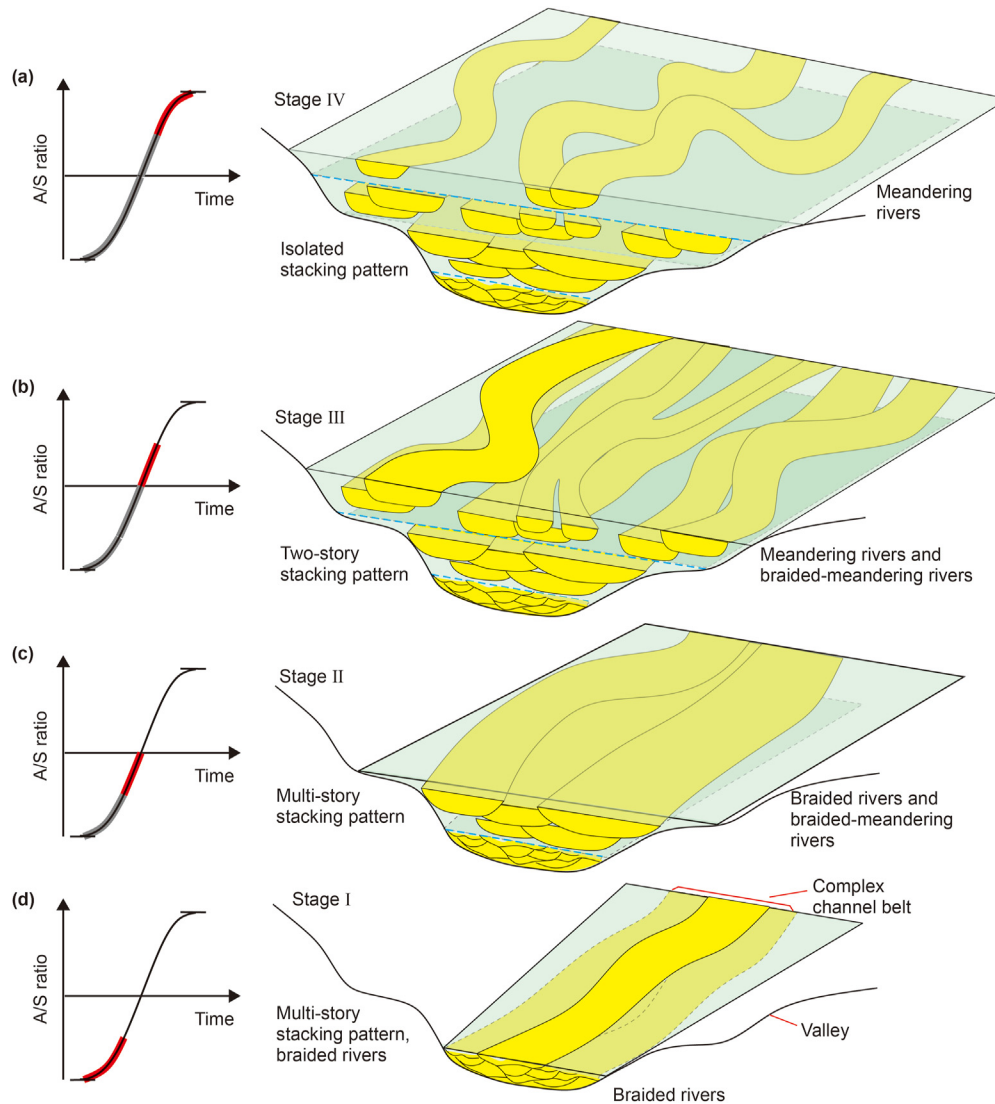 (a)
A/S ratio
Time
Stage IV
Isolated
stacking pattern
Meandering
rivers
(b)
A/S ratio
Time
Stage III
Two-story
stacking pattern
Meandering rivers and
braided-meandering rivers
(c)
A/S ratio
Time
Stage II
Multi-story
stacking pattern
Braided rivers and
braided-meandering
rivers
(d)
A/S ratio
Time
Stage I
Multi-story
stacking pattern,
braided rivers
Complex
channel belt
Valley
Braided rivers